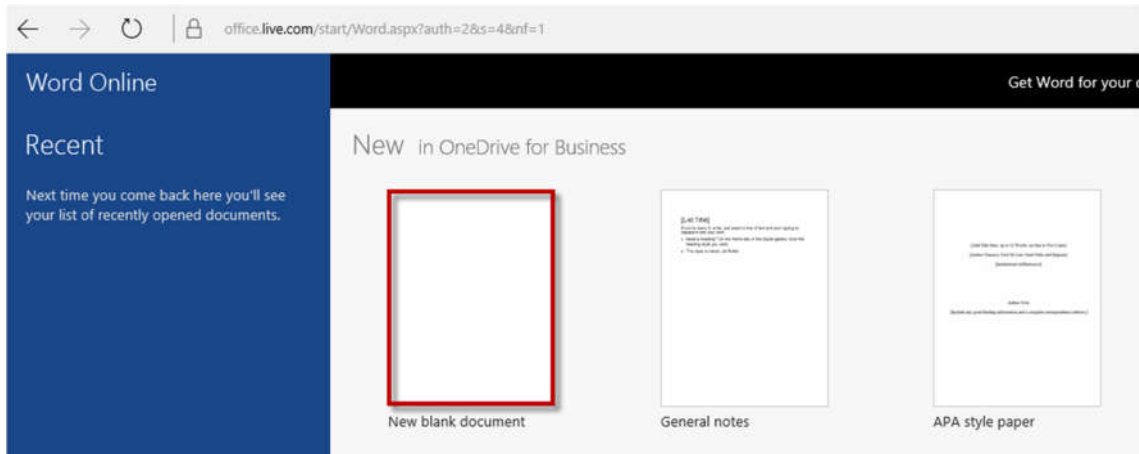 office.live.com/start/Word.aspx?auth=2&s=4&nf=1
Word Online
Get Word for your
Recent
New in OneDrive for Business
Next time you come back here you'll see
your list of recently opened documents.
[List Title]
New blank document
General notes
APA style paper